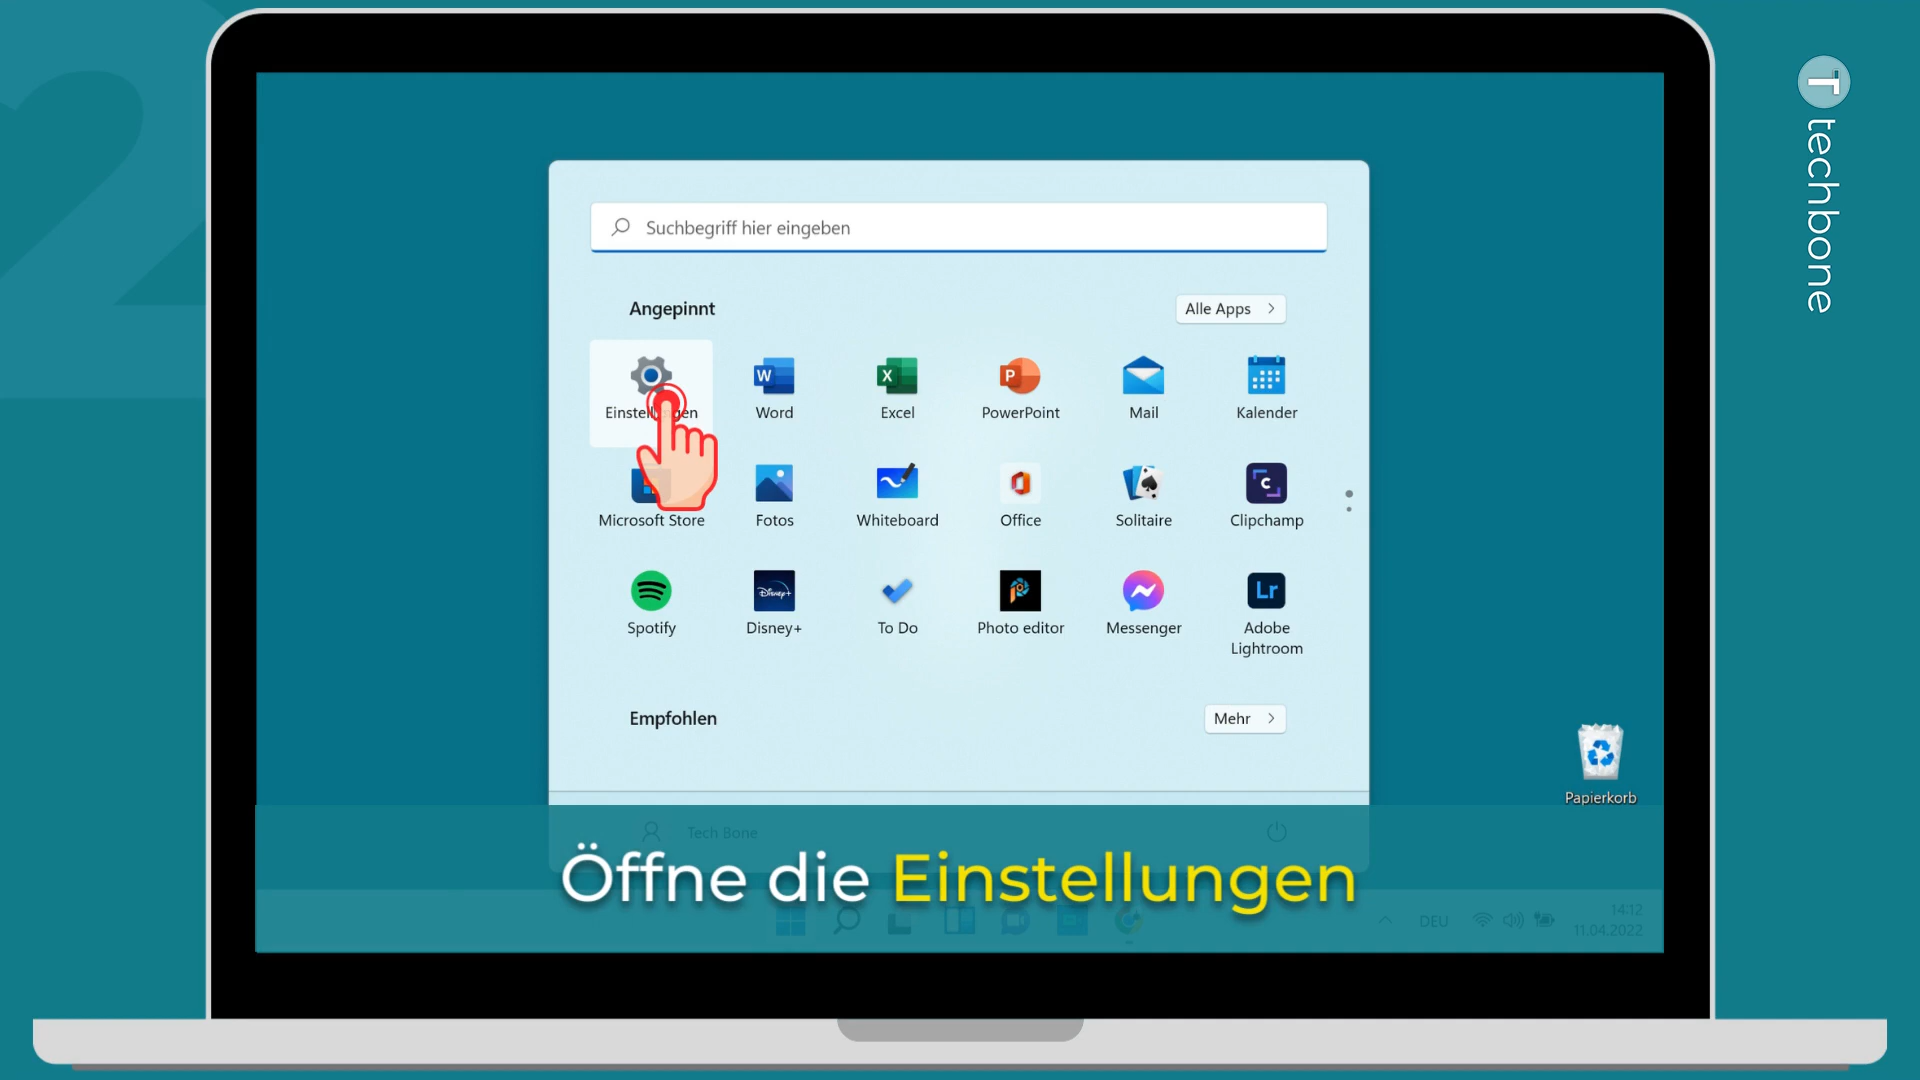 2
techbone
Suchbegriff hier eingeben
Angepinnt
Alle Apps
Einstellungen
Word
Excel
PowerPoint
Mail
Kalender
Microsoft Store
Fotos
Whiteboard
Office
Solitaire
Clipchamp
Spotify
Disney+
To Do
Photo editor
Messenger
Adobe
Lightroom
Empfohlen
Mehr
Papierkorb
Tech Bone
Öffne die Einstellungen
DEU
14:12
11.04.2022